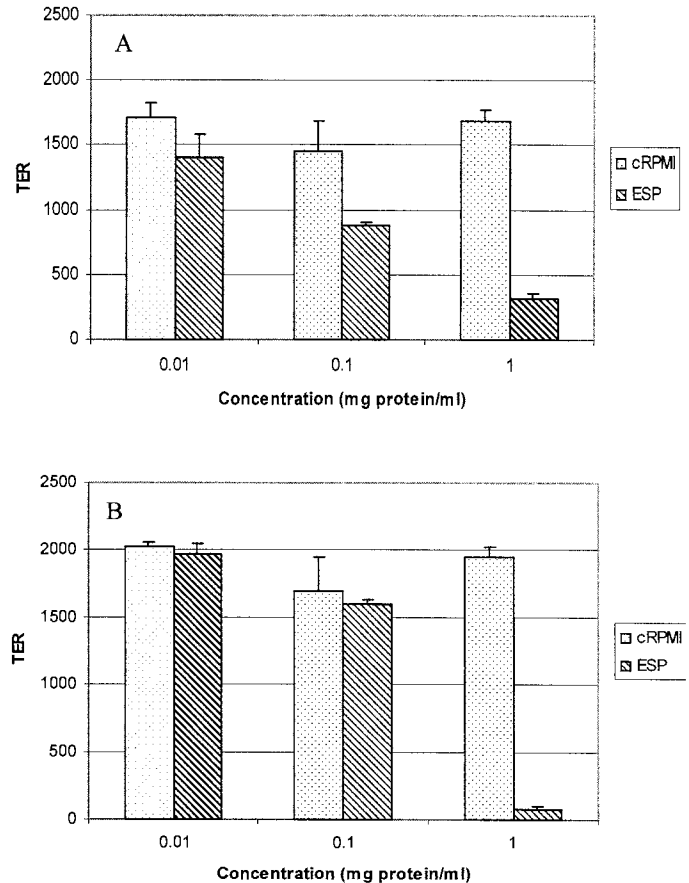 A
2500
2000
1500
1000
500
0
TER
0.01 0.1 1
Concentration (mg protein/ml)
cRPMI
ESP
B
2500
2000
1500
1000
500
0
TER
0.01 0.1 1
Concentration (mg protein/ml)
cRPMI
ESP